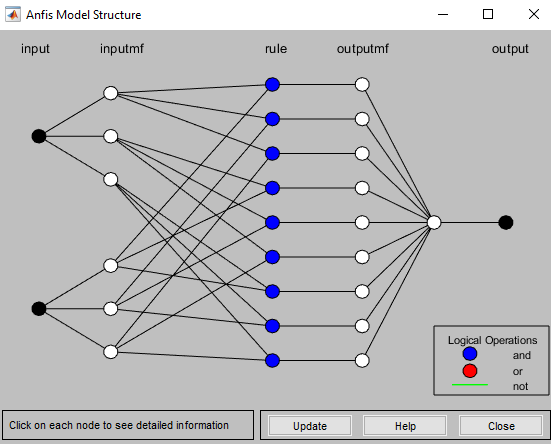 Anfis Model Structure
input inputmf rule outputmf output
Logical Operations
and
or
not
Click on each node to see detailed information
Update Help Close